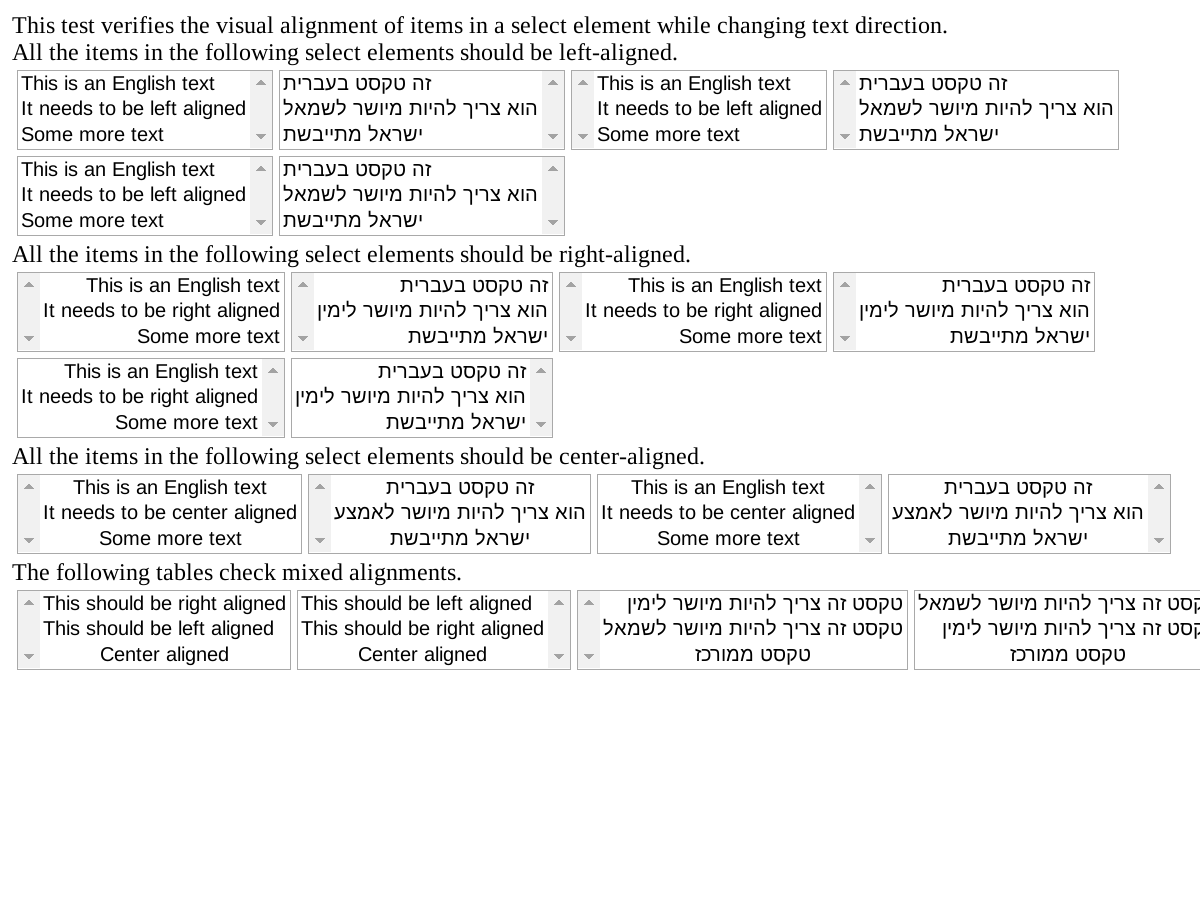 This test verifies the visual alignment of items in a select element while changing text direction.
All the items in the following select elements should be left-aligned.
This is an English text
It needs to be left aligned
Some more text
זה טקסט בעברית
הוא צריך להיות מיושר לשמאל
ישראל מתייבשת
This is an English text
It needs to be left aligned
Some more text
זה טקסט בעברית
הוא צריך להיות מיושר לשמאל
ישראל מתייבשת
This is an English text
It needs to be left aligned
Some more text
זה טקסט בעברית
הוא צריך להיות מיושר לשמאל
ישראל מתייבשת
All the items in the following select elements should be right-aligned.
This is an English text
It needs to be right aligned
Some more text
זה טקסט בעברית
הוא צריך להיות מיושר לימין
ישראל מתייבשת
This is an English text
It needs to be right aligned
Some more text
זה טקסט בעברית
הוא צריך להיות מיושר לימין
ישראל מתייבשת
This is an English text
It needs to be right aligned
Some more text
זה טקסט בעברית
הוא צריך להיות מיושר לימין
ישראל מתייבשת
All the items in the following select elements should be center-aligned.
This is an English text
It needs to be center aligned
Some more text
זה טקסט בעברית
הוא צריך להיות מיושר לאמצע
ישראל מתייבשת
This is an English text
It needs to be center aligned
Some more text
זה טקסט בעברית
הוא צריך להיות מיושר לאמצע
ישראל מתייבשת
The following tables check mixed alignments.
This should be right aligned
This should be left aligned
Center aligned
This should be left aligned
This should be right aligned
Center aligned
טקסט זה צריך להיות מיושר לימין
טקסט זה צריך להיות מיושר לשמאל
טקסט ממורכז
זה צריך להיות מיושר לשמאל
זה צריך להיות מיושר לימין
טקסט ממורכז